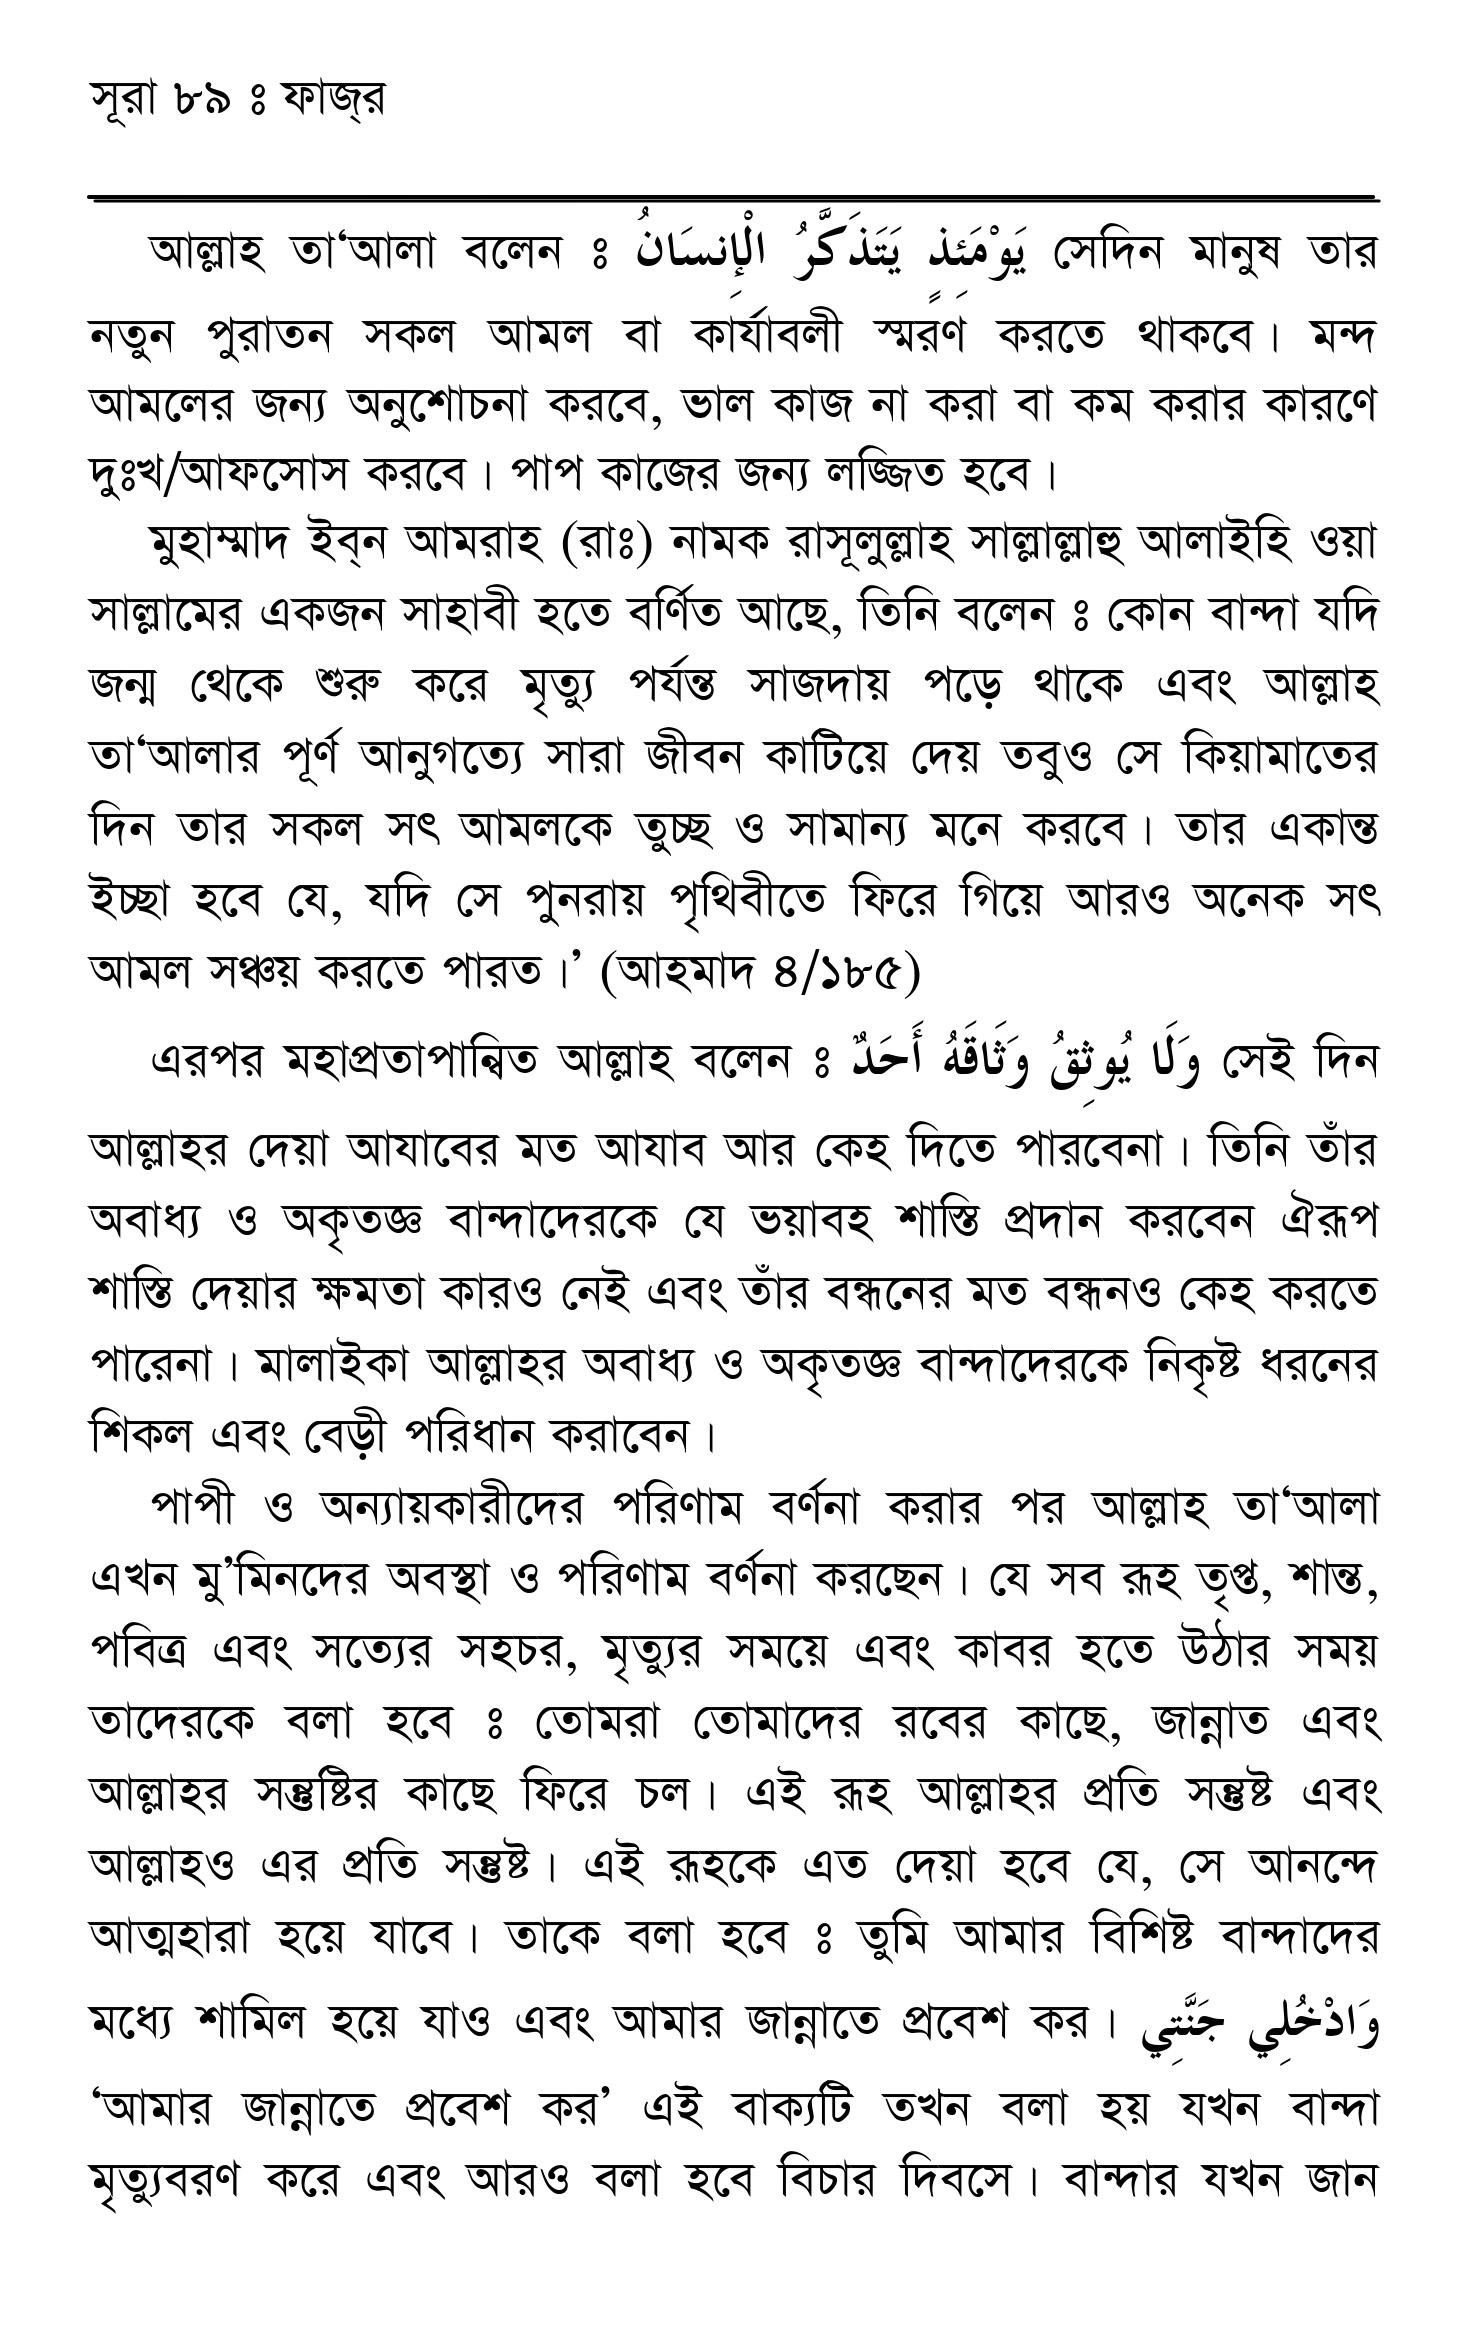 সূরা ৮৯ ঃ ফাজ্‌র
আল্লাহ তা‘আলা বলেন ঃ يَوْمَئِذٍ يَتَذَكَّرُ الْإِنسَانُ সেদিন মানুষ তার
নতুন পুরাতন সকল আমল বা কার্যাবলী স্মরণ করতে থাকবে। মন্দ
আমলের জন্য অনুশোচনা করবে, ভাল কাজ না করা বা কম করার কারণে
দুঃখ/আফসোস করবে। পাপ কাজের জন্য লজ্জিত হবে।
মুহাম্মাদ ইব্‌ন আমরাহ (রাঃ) নামক রাসূলুল্লাহ সাল্লাল্লাহু আলাইহি ওয়া
সাল্লামের একজন সাহাবী হতে বর্ণিত আছে, তিনি বলেন ঃ কোন বান্দা যদি
জন্ম থেকে শুরু করে মৃত্যু পর্যন্ত সাজদায় পড়ে থাকে এবং আল্লাহ
তা‘আলার পূর্ণ আনুগত্যে সারা জীবন কাটিয়ে দেয় তবুও সে কিয়ামাতের
দিন তার সকল সৎ আমলকে তুচ্ছ ও সামান্য মনে করবে। তার একান্ত
ইচ্ছা হবে যে, যদি সে পুনরায় পৃথিবীতে ফিরে গিয়ে আরও অনেক সৎ
আমল সঞ্চয় করতে পারত।’ (আহমাদ ৪/১৮৫)
এরপর মহাপ্রতাপান্বিত আল্লাহ বলেন ঃ وَلَا يُوثِقُ وَثَاقَهُ أَحَدٌ সেই দিন
আল্লাহর দেয়া আযাবের মত আযাব আর কেহ দিতে পারবেনা। তিনি তাঁর
অবাধ্য ও অকৃতজ্ঞ বান্দাদেরকে যে ভয়াবহ শাস্তি প্রদান করবেন ঐরূপ
শাস্তি দেয়ার ক্ষমতা কারও নেই এবং তাঁর বন্ধনের মত বন্ধনও কেহ করতে
পারেনা। মালাইকা আল্লাহর অবাধ্য ও অকৃতজ্ঞ বান্দাদেরকে নিকৃষ্ট ধরনের
শিকল এবং বেড়ী পরিধান করাবেন।
পাপী ও অন্যায়কারীদের পরিণাম বর্ণনা করার পর আল্লাহ তা‘আলা
এখন মু’মিনদের অবস্থা ও পরিণাম বর্ণনা করছেন। যে সব রূহ তৃপ্ত, শান্ত,
পবিত্র এবং সত্যের সহচর, মৃত্যুর সময়ে এবং কাবর হতে উঠার সময়
তাদেরকে বলা হবে ঃ তোমরা তোমাদের রবের কাছে, জান্নাত এবং
আল্লাহর সন্তুষ্টির কাছে ফিরে চল। এই রূহ আল্লাহর প্রতি সন্তুষ্ট এবং
আল্লাহও এর প্রতি সন্তুষ্ট। এই রূহকে এত দেয়া হবে যে, সে আনন্দে
আত্মহারা হয়ে যাবে। তাকে বলা হবে ঃ তুমি আমার বিশিষ্ট বান্দাদের
মধ্যে শামিল হয়ে যাও এবং আমার জান্নাতে প্রবেশ কর। وَادْخُلِي جَنَّتِي
‘আমার জান্নাতে প্রবেশ কর’ এই বাক্যটি তখন বলা হয় যখন বান্দা
মৃত্যুবরণ করে এবং আরও বলা হবে বিচার দিবসে। বান্দার যখন জান